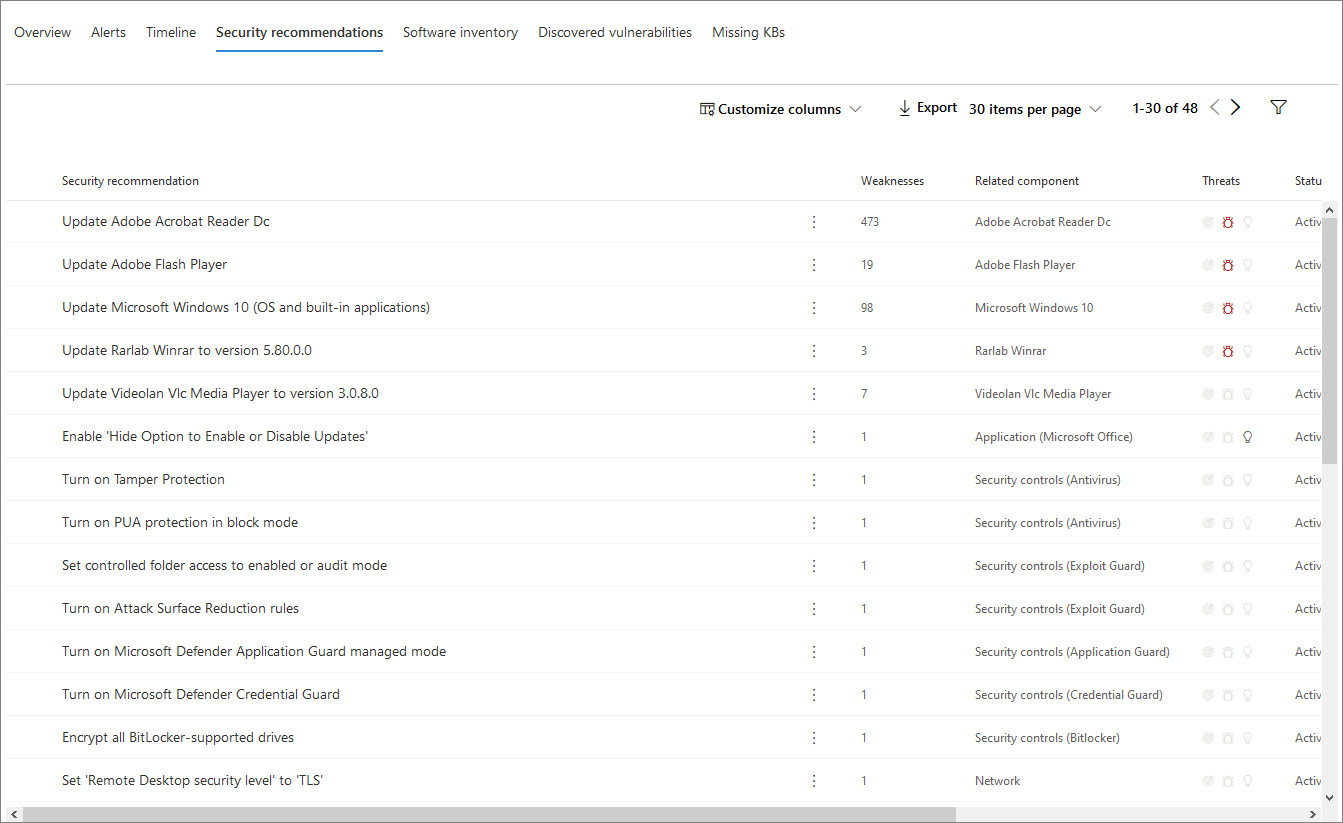 Overview Alerts Timeline Security recommendations Software inventory Discovered vulnerabilities Missing KBs
Customize columns Export 30 items per page 1-30 of 48
Security recommendation Weaknesses Related component Threats Statu
Update Adobe Acrobat Reader Dc 473 Adobe Acrobat Reader Dc Activ
Update Adobe Flash Player 19 Adobe Flash Player Activ
Update Microsoft Windows 10 (OS and built-in applications) 98 Microsoft Windows 10 Activ
Update Rarlab Winrar to version 5.80.0.0 3 Rarlab Winrar Activ
Update Videolan Vlc Media Player to version 3.0.8.0 7 Videolan Vlc Media Player Activ
Enable 'Hide Option to Enable or Disable Updates' 1 Application (Microsoft Office) Activ
Turn on Tamper Protection 1 Security controls (Antivirus) Activ
Turn on PUA protection in block mode 1 Security controls (Antivirus) Activ
Set controlled folder access to enabled or audit mode 1 Security controls (Exploit Guard) Activ
Turn on Attack Surface Reduction rules 1 Security controls (Exploit Guard) Activ
Turn on Microsoft Defender Application Guard managed mode 1 Security controls (Application Guard) Activ
Turn on Microsoft Defender Credential Guard 1 Security controls (Credential Guard) Activ
Encrypt all BitLocker-supported drives 1 Security controls (Bitlocker) Activ
Set 'Remote Desktop security level' to 'TLS' 1 Network Activ